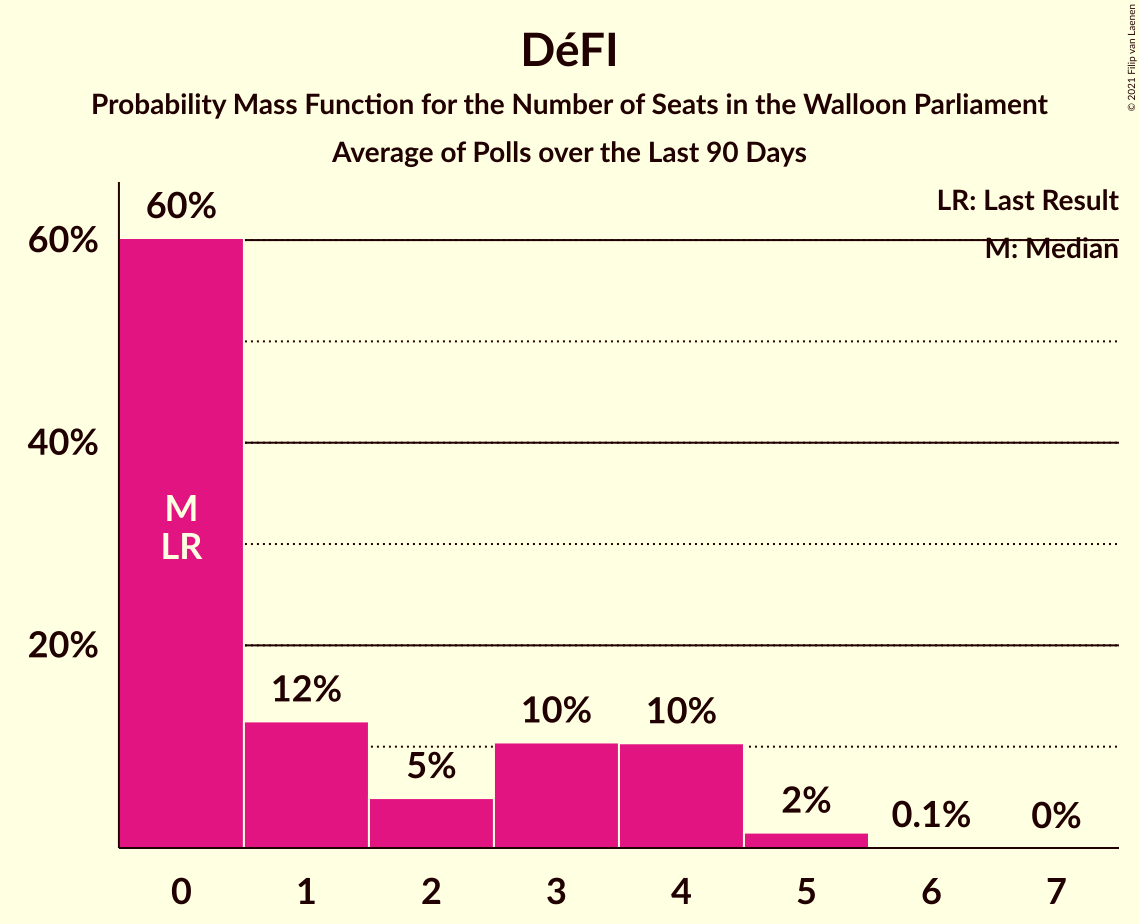 DéFI
Probability Mass Function for the Number of Seats in the Walloon Parliament
Average of Polls over the Last 90 Days
© 2021 Filip van Laenen
LR: Last Result
M: Median
60%
40%
20%
60%
M
LR
12%
5%
10%
10%
2%
0.1%
0%
0 1 2 3 4 5 6 7